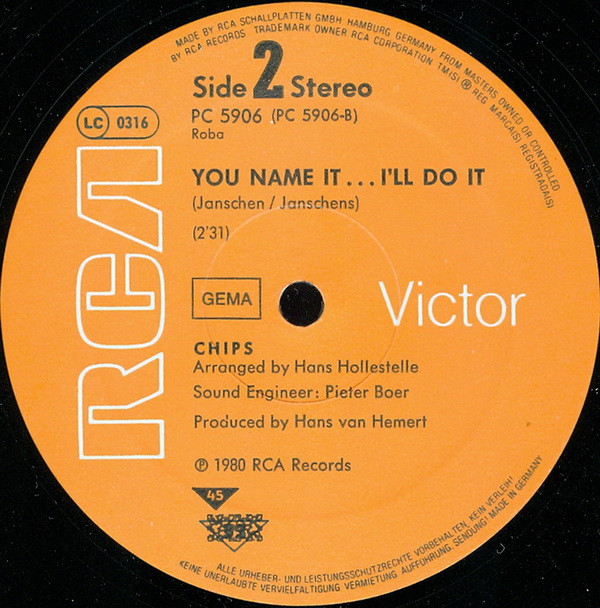 MADE BY RCA SCHALLPLATTEN GMBH HAMBURG GERMANY FROM MASTERS OWNED OR CONTROLLED
BY RCA RECORDS TRADEMARK OWNER RCA CORPORATION TM(S) ® REG MARCA(S) REGISTRADA(S)
Side 2 Stereo
PC 5906 (PC 5906-B)
Roba
LC 0316
RCA
YOU NAME IT... I'LL DO IT
(Janschen / Janschens)
(2'31)
GEMA
Victor
CHIPS
Arranged by Hans Hollestelle
Sound Engineer: Pieter Boer
Produced by Hans van Hemert
℗ 1980 RCA Records
45
ALLE URHEBER- UND LEISTUNGSSCHUTZRECHTE VORBEHALTEN, KEIN VERLEIH!
KEINE UNERLAUBTE VERVIELFÄLTIGUNG, VERMIETUNG, AUFFÜHRUNG, SENDUNG! MADE IN GERMANY